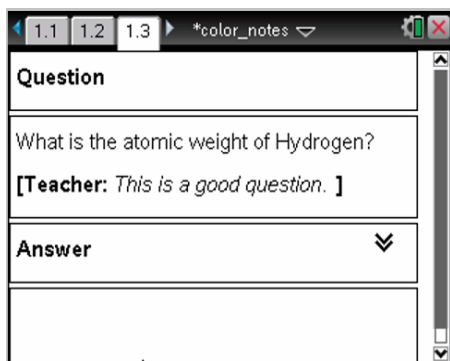 1.1 1.2 1.3 *color_notes
Question
What is the atomic weight of Hydrogen?
[Teacher: This is a good question. ]
Answer